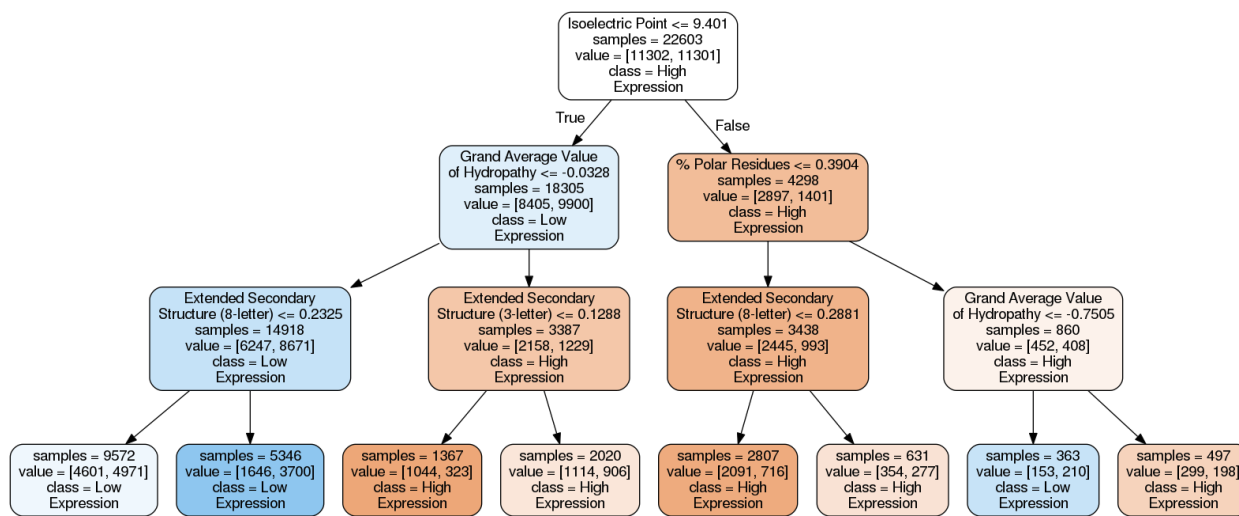 Isoelectric Point <= 9.401
samples = 22603
value = [11302, 11301]
class = High
Expression
True
False
Grand Average Value
of Hydropathy <= -0.0328
samples = 18305
value = [8405, 9900]
class = Low
Expression
% Polar Residues <= 0.3904
samples = 4298
value = [2897, 1401]
class = High
Expression
Extended Secondary
Structure (8-letter) <= 0.2325
samples = 14918
value = [6247, 8671]
class = Low
Expression
Extended Secondary
Structure (3-letter) <= 0.1288
samples = 3387
value = [2158, 1229]
class = High
Expression
Extended Secondary
Structure (8-letter) <= 0.2881
samples = 3438
value = [2445, 993]
class = High
Expression
Grand Average Value
of Hydropathy <= -0.7505
samples = 860
value = [452, 408]
class = High
Expression
samples = 9572
value = [4601, 4971]
class = Low
Expression
samples = 5346
value = [1646, 3700]
class = Low
Expression
samples = 1367
value = [1044, 323]
class = High
Expression
samples = 2020
value = [1114, 906]
class = High
Expression
samples = 2807
value = [2091, 716]
class = High
Expression
samples = 631
value = [354, 277]
class = High
Expression
samples = 363
value = [153, 210]
class = Low
Expression
samples = 497
value = [299, 198]
class = High
Expression